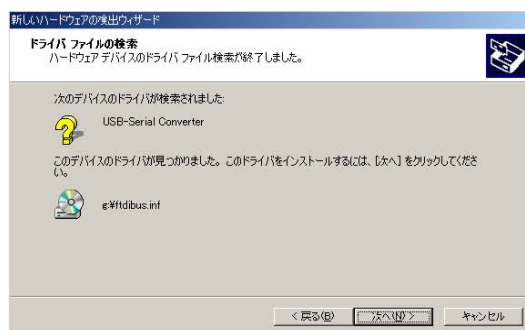 新しいハードウェアの検出ウィザード
ドライバ ファイルの検索
ハードウェア デバイスのドライバ ファイル検索が終了しました。
次のデバイスのドライバが検索されました:
USB-Serial Converter
このデバイスのドライバが見つかりました。このドライバをインストールするには、[次へ] をクリックしてくださ
い。
g:¥ftdibus.inf
< 戻る(B)
次へ(N) >
キャンセル